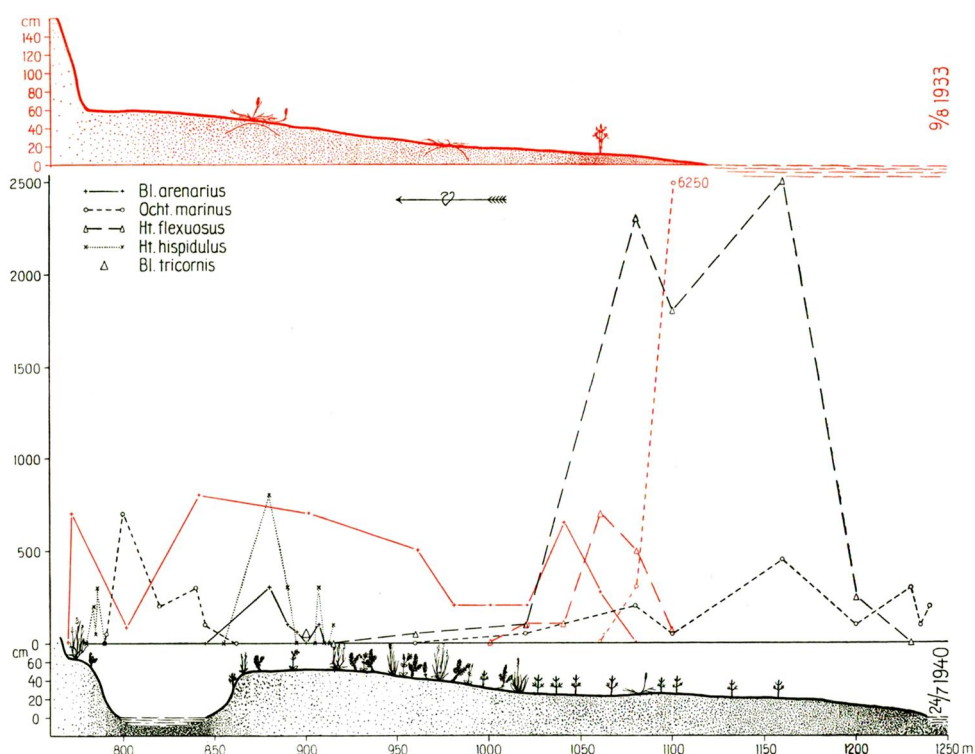 cm
140
120
100
80
60
40
20
0
9/8 1933
2500
2000
1500
1000
500
0
Bl. arenarius
Ocht. marinus
Ht. flexuosus
Ht. hispidulus
Bl. tricornis
6250
cm
60
40
20
0
24/7 1940
800 850 900 950 1000 1050 1100 1150 1200 1250 m